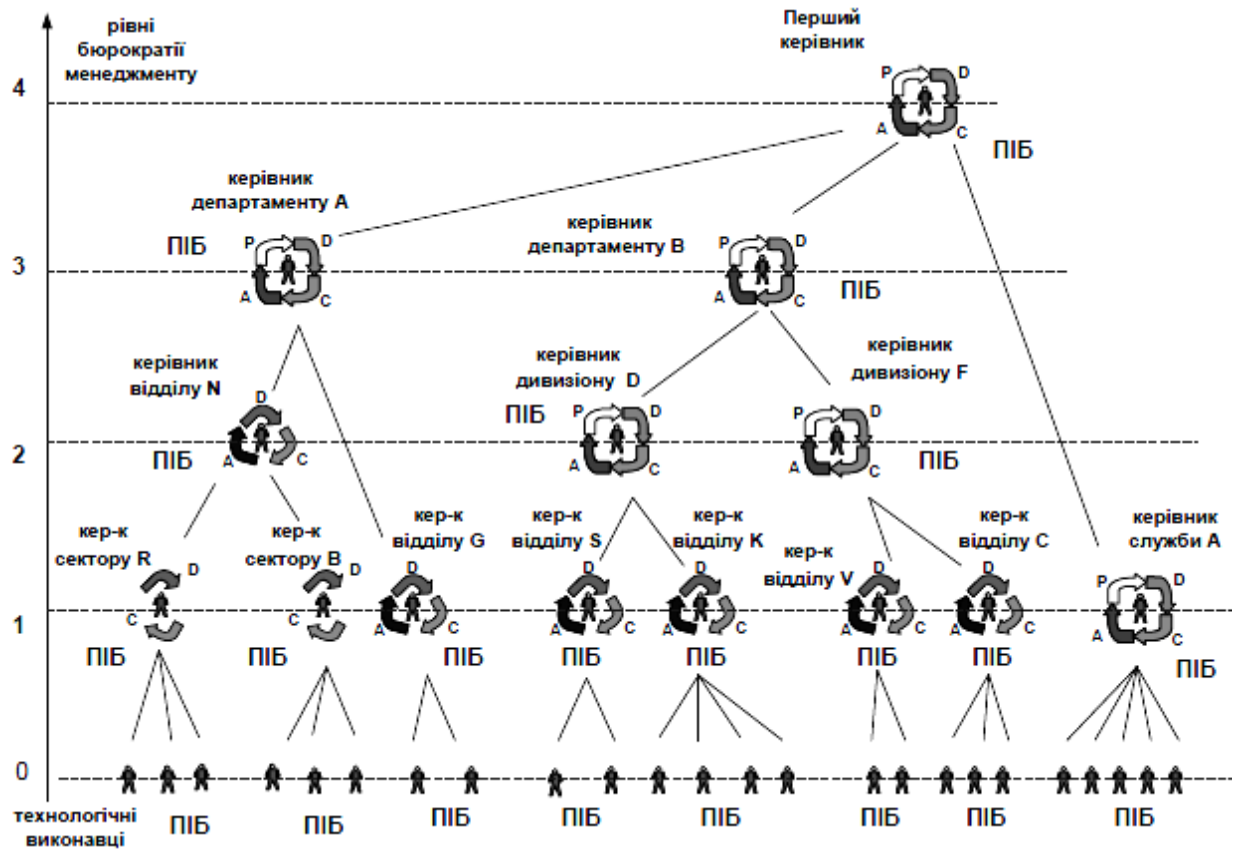 рівні
бюрократії
менеджменту
Перший
керівник
4
P D
A C
ПІБ
керівник
департаменту А
ПІБ
P D
A C
керівник
департаменту В
P D
A C
ПІБ
3
керівник
відділу N
D
A C
ПІБ
керівник
дивизіону D
ПІБ
P D
A C
керівник
дивизіону F
P D
A C
ПІБ
2
кер-к
сектору R
D
C
ПІБ
кер-к
сектору В
D
C
ПІБ
кер-к
відділу G
D
A C
ПІБ
кер-к
відділу S
D
A C
ПІБ
кер-к
відділу K
D
A C
ПІБ
кер-к
відділу V
D
A C
ПІБ
кер-к
відділу С
D
A C
ПІБ
керівник
служби А
P D
A C
ПІБ
1
0
технологічні
виконавці
ПІБ
ПІБ
ПІБ
ПІБ
ПІБ
ПІБ
ПІБ
ПІБ